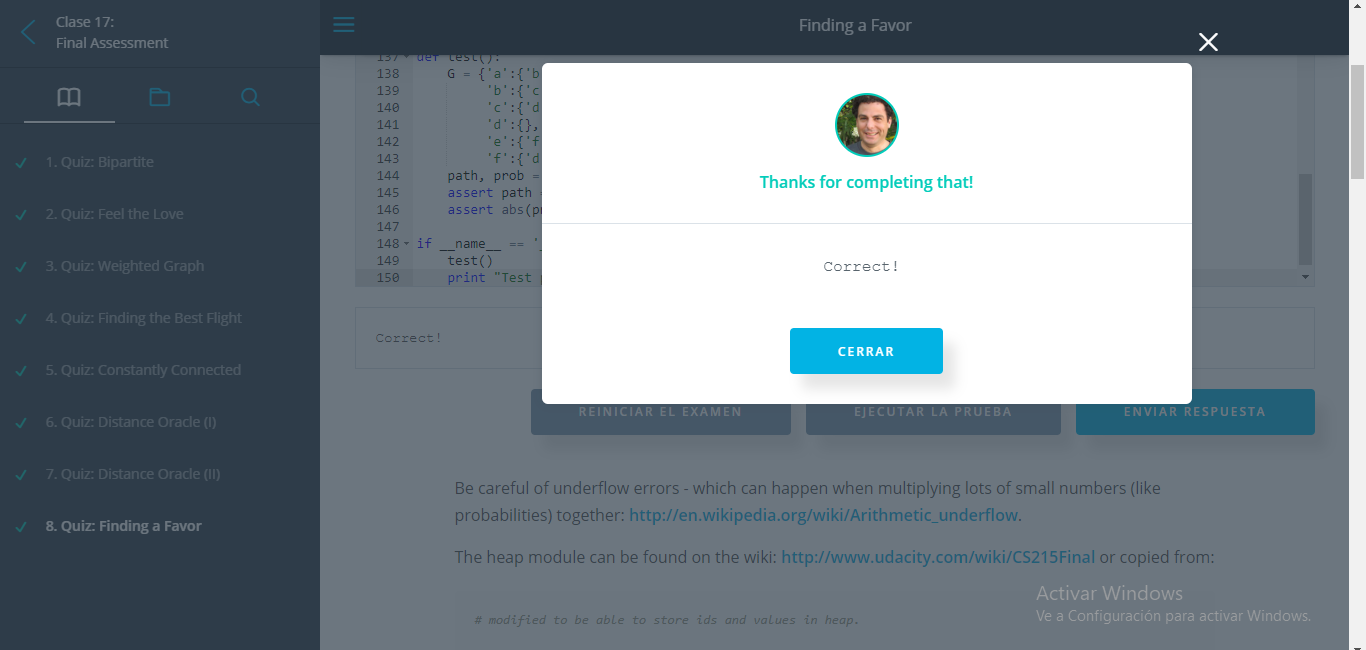 Clase 17:
Final Assessment
Finding a Favor
1. Quiz: Bipartite
2. Quiz: Feel the Love
3. Quiz: Weighted Graph
4. Quiz: Finding the Best Flight
5. Quiz: Constantly Connected
6. Quiz: Distance Oracle (I)
7. Quiz: Distance Oracle (II)
8. Quiz: Finding a Favor
137 def test():
138 G = {'a':{'b
139 'b':{'c
140 'c':{'d
141 'd':{},
142 'e':{'f
143 'f':{'d
144 path, prob =
145 assert path
146 assert abs(p
147
148 if __name__ == '
149 test()
150 print "Test
Thanks for completing that!
Correct!
CERRAR
Correct!
REINICIAR EL EXAMEN
EJECUTAR LA PRUEBA
ENVIAR RESPUESTA
Be careful of underflow errors - which can happen when multiplying lots of small numbers (like
probabilities) together: http://en.wikipedia.org/wiki/Arithmetic_underflow.
The heap module can be found on the wiki: http://www.udacity.com/wiki/CS215Final or copied from:
# modified to be able to store ids and values in heap.
Activar Windows
Ve a Configuración para activar Windows.